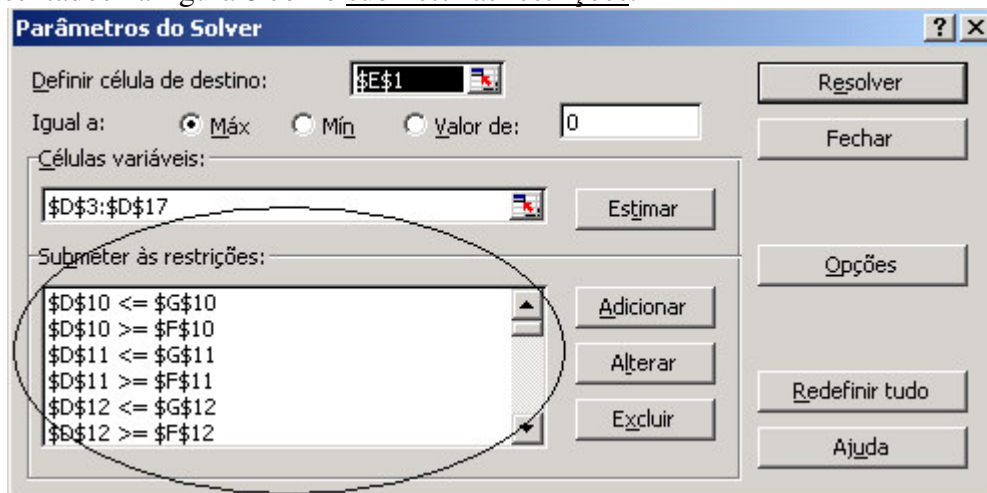 Parâmetros do Solver
Definir célula de destino: $E$1
Resolver
Igual a: Máx Mín Valor de: 0
Fechar
Células variáveis:
$D$3:$D$17
Estimar
Submeter às restrições:
Opções
$D$10 <= $G$10
$D$10 >= $F$10
$D$11 <= $G$11
$D$11 >= $F$11
$D$12 <= $G$12
$D$12 >= $F$12
Adicionar
Alterar
Excluir
Redefinir tudo
Ajuda